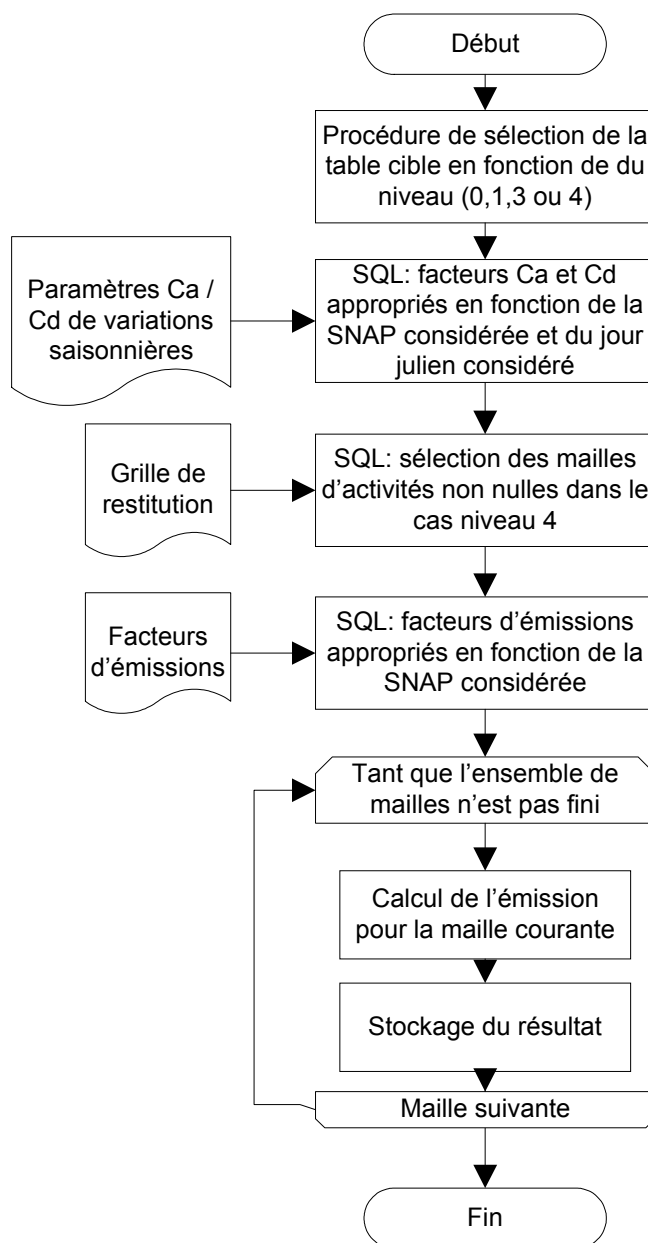 Début
Procédure de sélection de la
table cible en fonction de du
niveau (0,1,3 ou 4)
Paramètres Ca /
Cd de variations
saisonnières
SQL: facteurs Ca et Cd
appropriés en fonction de la
SNAP considérée et du jour
julien considéré
Grille de
restitution
SQL: sélection des mailles
d’activités non nulles dans le
cas niveau 4
Facteurs
d’émissions
SQL: facteurs d’émissions
appropriés en fonction de la
SNAP considérée
Tant que l’ensemble de
mailles n’est pas fini
Calcul de l’émission
pour la maille courante
Stockage du résultat
Maille suivante
Fin